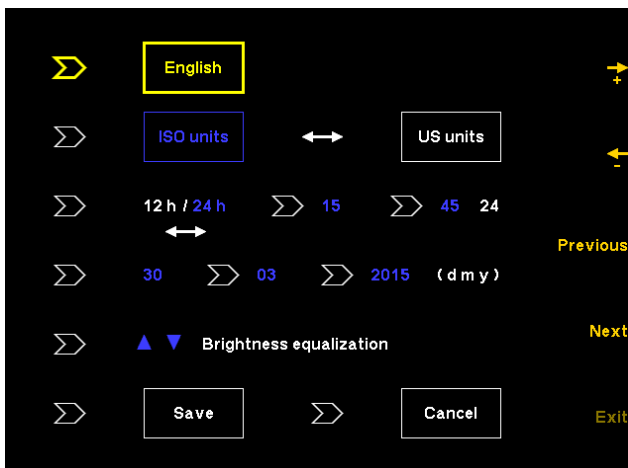 English
+
ISO units US units
-
12 h / 24 h 15 45 24
Previous
30 03 2015 ( d m y )
Next
Brightness equalization
Save Cancel
Exit